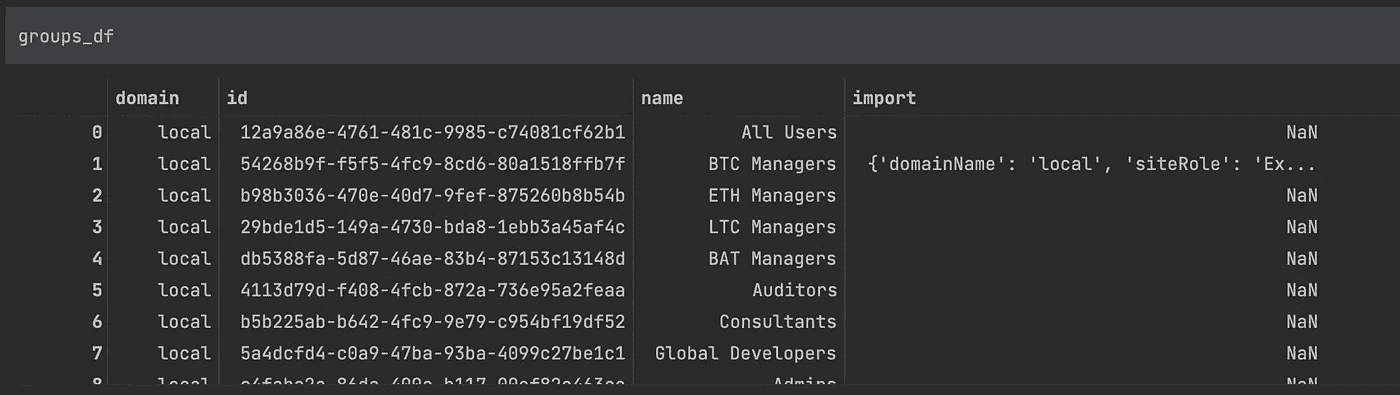 groups_df
domain id name import
0 local 12a9a86e-4761-481c-9985-c74081cf62b1 All Users NaN
1 local 54268b9f-f5f5-4fc9-8cd6-80a1518ffb7f BTC Managers {'domainName': 'local', 'siteRole': 'Ex...
2 local b98b3036-470e-40d7-9fef-875260b8b54b ETH Managers NaN
3 local 29bde1d5-149a-4730-bda8-1ebb3a45af4c LTC Managers NaN
4 local db5388fa-5d87-46ae-83b4-87153c13148d BAT Managers NaN
5 local 4113d79d-f408-4fcb-872a-736e95a2feaa Auditors NaN
6 local b5b225ab-b642-4fc9-9e79-c954bf19df52 Consultants NaN
7 local 5a4dcfd4-c0a9-47ba-93ba-4099c27be1c1 Global Developers NaN
8 local Admins NaN